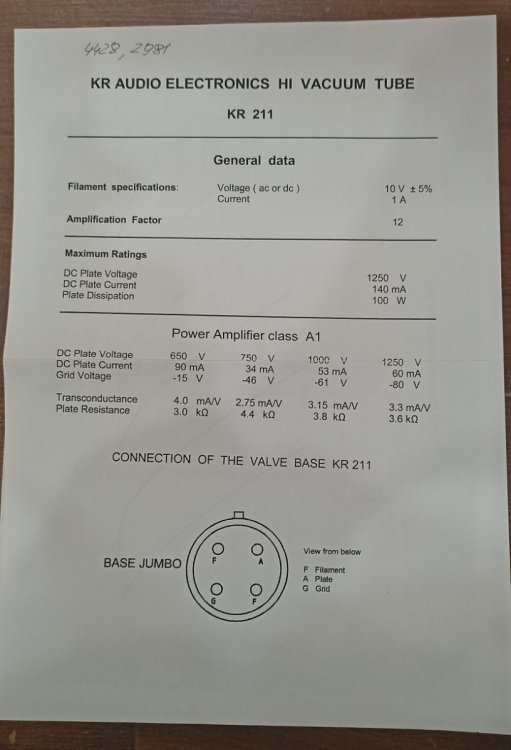 4428, 2981
KR AUDIO ELECTRONICS HI VACUUM TUBE
KR 211
General data
Filament specifications: Voltage ( ac or dc ) 10 V ± 5%
Current 1 A
Amplification Factor 12
Maximum Ratings
DC Plate Voltage 1250 V
DC Plate Current 140 mA
Plate Dissipation 100 W
Power Amplifier class A1
DC Plate Voltage 650 V 750 V 1000 V 1250 V
DC Plate Current 90 mA 34 mA 53 mA 60 mA
Grid Voltage -15 V -46 V -61 V -80 V
Transconductance 4.0 mA/V 2.75 mA/V 3.15 mA/V 3.3 mA/V
Plate Resistance 3.0 kΩ 4.4 kΩ 3.8 kΩ 3.6 kΩ
CONNECTION OF THE VALVE BASE KR 211
BASE JUMBO
F A
G F
View from below
F Filament
A Plate
G Grid